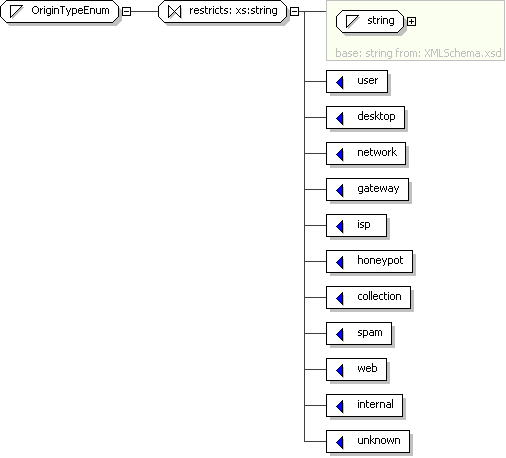 OriginTypeEnum
restricts: xs:string
string
base: string from: XMLSchema.xsd
user
desktop
network
gateway
isp
honeypot
collection
spam
web
internal
unknown